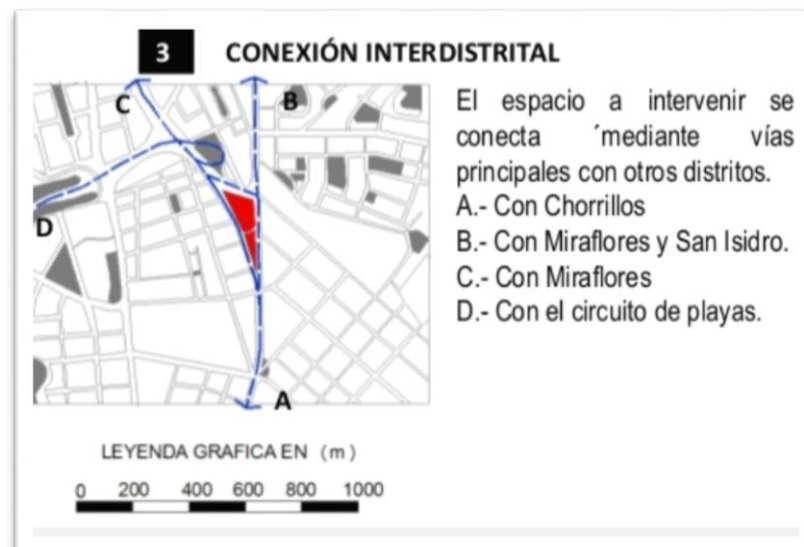 3 CONEXIÓN INTERDISTRITAL
C
B
D
A
El espacio a intervenir se
conecta ´mediante vías
principales con otros distritos.
A.- Con Chorrillos
B.- Con Miraflores y San Isidro.
C.- Con Miraflores
D.- Con el circuito de playas.
LEYENDA GRAFICA EN (m)
0 200 400 600 800 1000